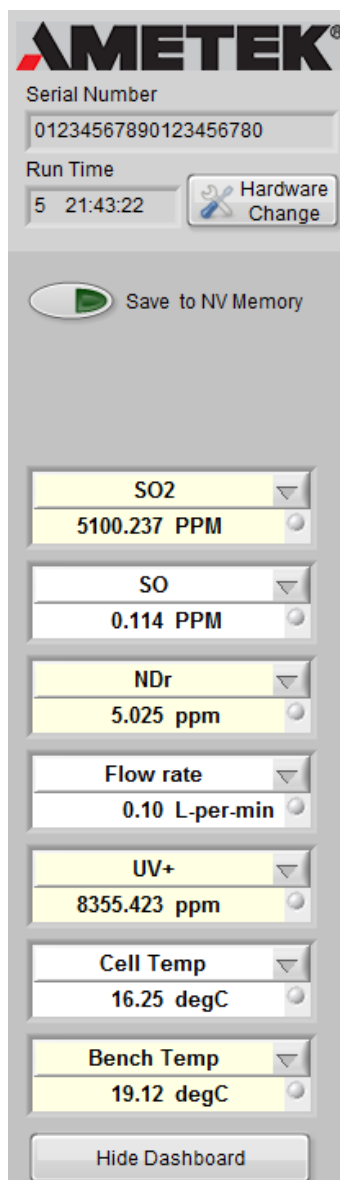 AMETEK®
Serial Number
01234567890123456780
Run Time
5 21:43:22
Hardware
Change
Save to NV Memory
SO2
5100.237 PPM
SO
0.114 PPM
NDr
5.025 ppm
Flow rate
0.10 L-per-min
UV+
8355.423 ppm
Cell Temp
16.25 degC
Bench Temp
19.12 degC
Hide Dashboard